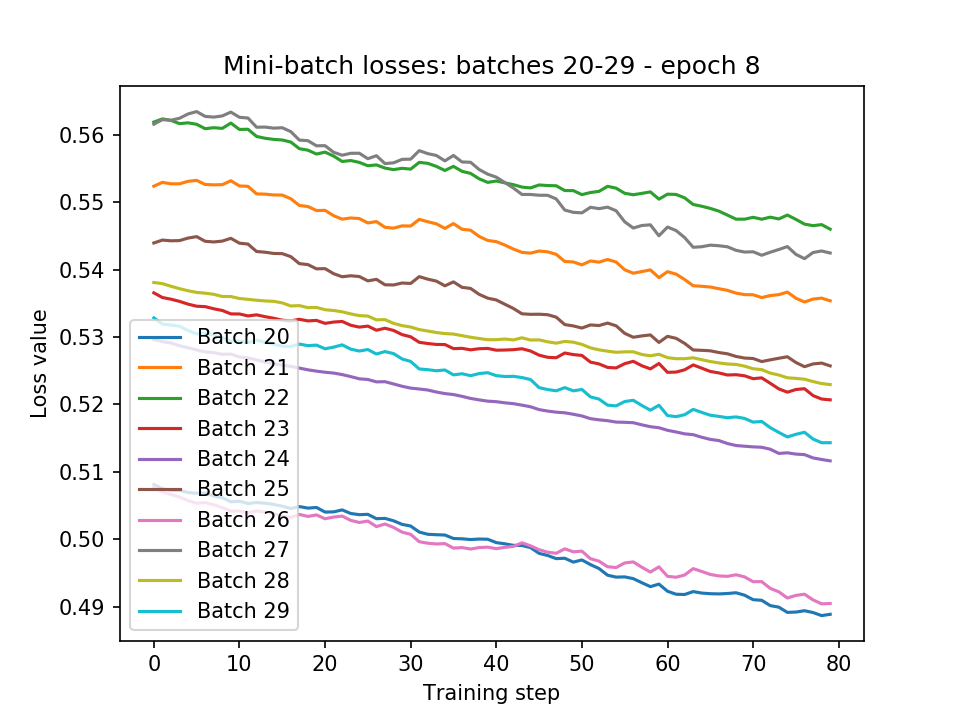 Mini-batch losses: batches 20-29 - epoch 8
0.56
0.55
0.54
0.53
0.52
0.51
0.50
0.49
Loss value
Batch 20
Batch 21
Batch 22
Batch 23
Batch 24
Batch 25
Batch 26
Batch 27
Batch 28
Batch 29
0 10 20 30 40 50 60 70 80
Training step